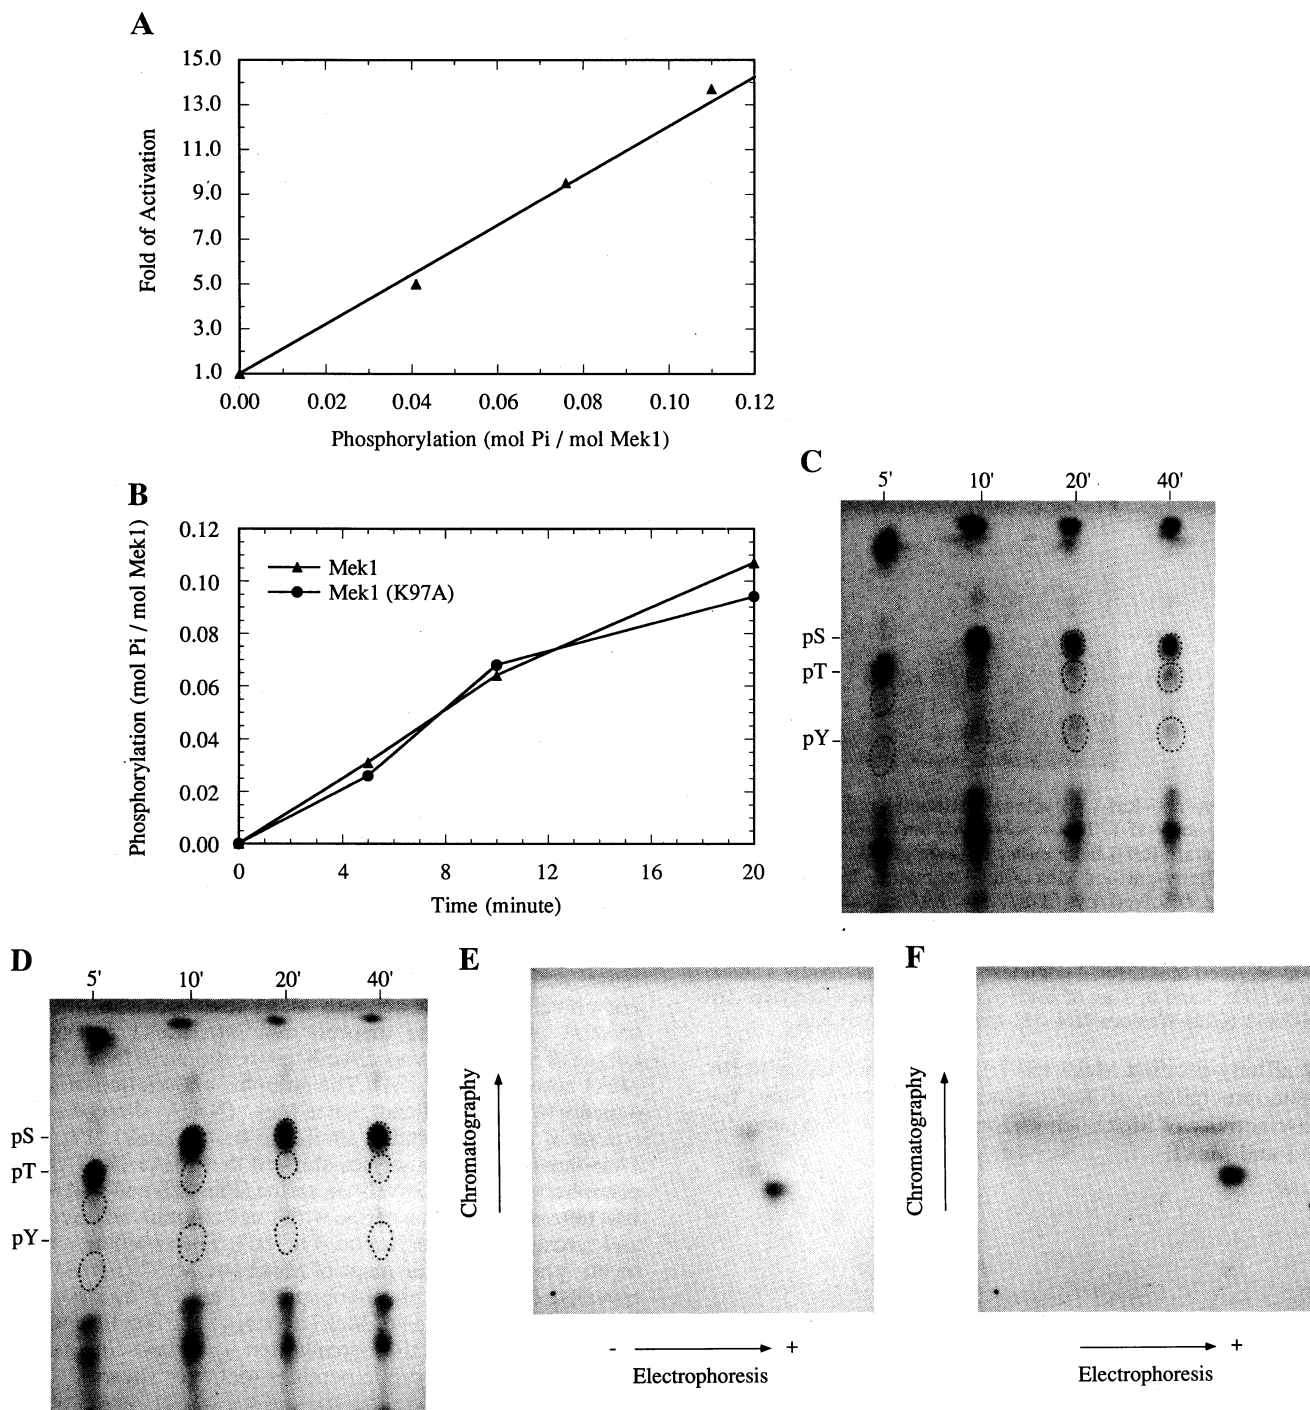 A
15.0
13.0
11.0
9.0
7.0
5.0
3.0
1.0
Fold of Activation
0.00 0.02 0.04 0.06 0.08 0.10 0.12
Phosphorylation (mol Pi / mol Mek1)
B
0.12
0.10
0.08
0.06
0.04
0.02
0.00
Phosphorylation (mol Pi / mol Mek1)
Mek1
Mek1 (K97A)
0 4 8 12 16 20
Time (minute)
C
5' 10' 20' 40'
pS
pT
pY
D
5' 10' 20' 40'
pS
pT
pY
E
Chromatography
- +
Electrophoresis
F
Chromatography
+
Electrophoresis